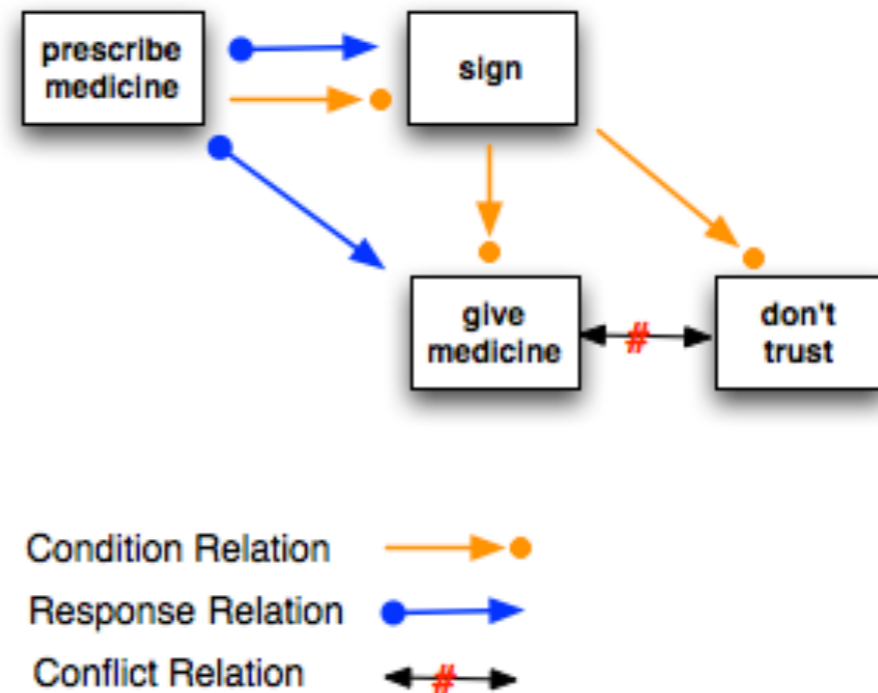 prescribe
medicine
sign
give
medicine
#
don't
trust
Condition Relation
Response Relation
Conflict Relation
#